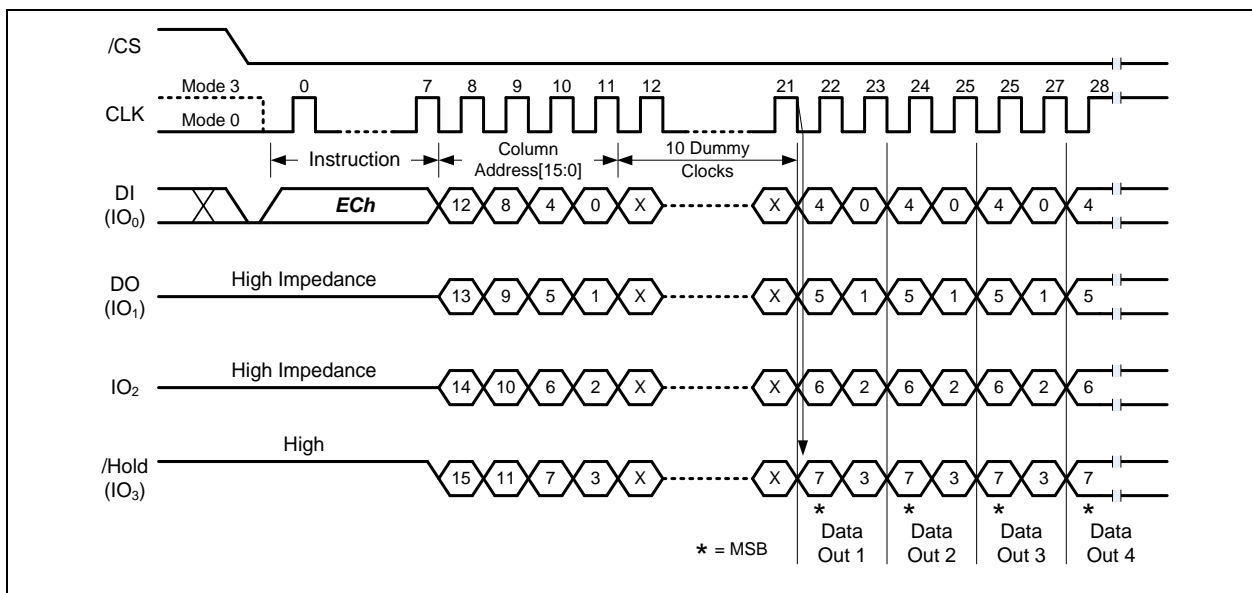 /CS
Mode 3 0 7 8 9 10 11 12 21 22 23 24 25 25 27 28
CLK
Mode 0
Instruction Column Address[15:0] 10 Dummy Clocks
DI
(IO0) ECh 12 8 4 0 X X 4 0 4 0 4 0 4
DO
(IO1) High Impedance 13 9 5 1 X X 5 1 5 1 5 1 5
IO2 High Impedance 14 10 6 2 X X 6 2 6 2 6 2 6
/Hold
(IO3) High 15 11 7 3 X X 7 3 7 3 7 3 7
* * * *
* = MSB
Data Out 1 Data Out 2 Data Out 3 Data Out 4